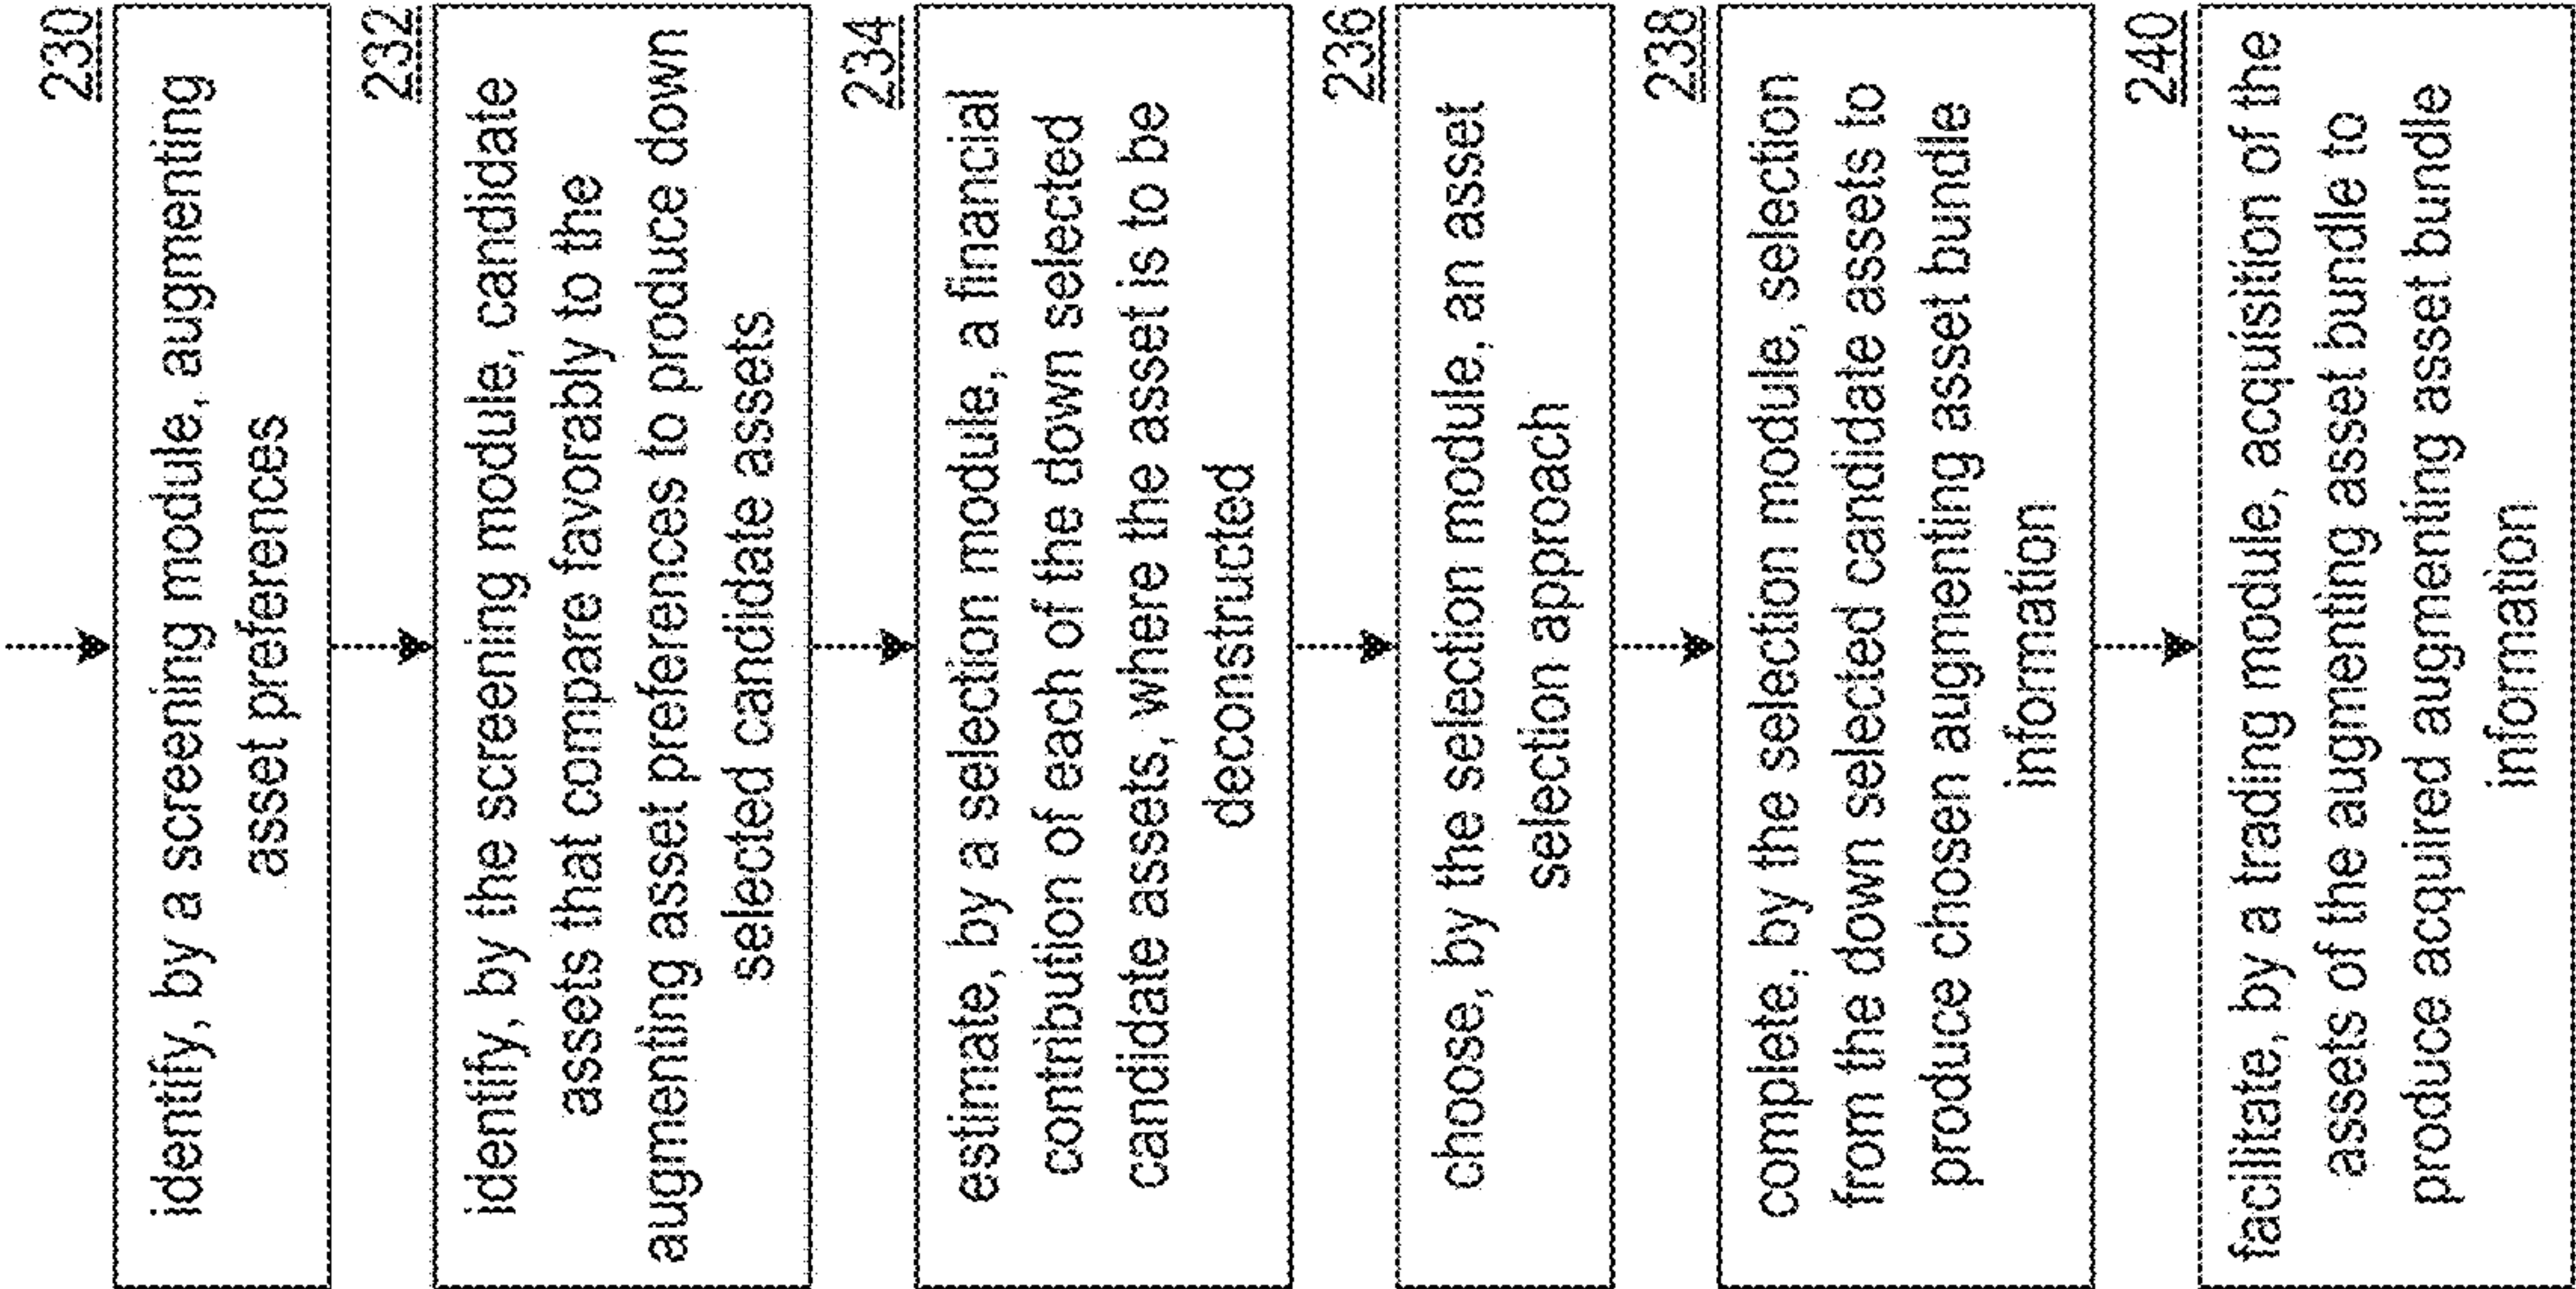 230
identify, by a screening module, augmenting
asset preferences
232
identify, by the screening module, candidate
assets that compare favorably to the
augmenting asset preferences to produce down
selected candidate assets
234
estimate, by a selection module, a financial
contribution of each of the down selected
candidate assets, where the asset is to be
deconstructed
236
choose, by the selection module, an asset
selection approach
238
complete, by the selection module, selection
from the down selected candidate assets to
produce chosen augmenting asset bundle
information
240
facilitate, by a trading module, acquisition of the
assets of the augmenting asset bundle to
produce acquired augmenting asset bundle
information